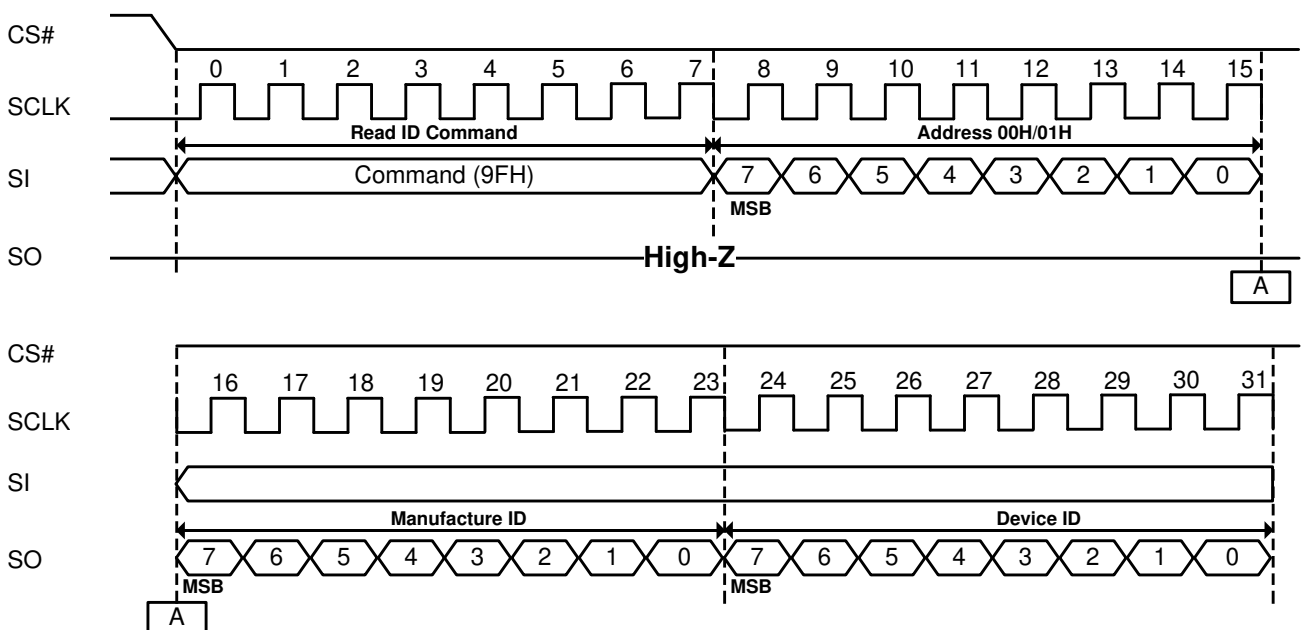 CS#
0 1 2 3 4 5 6 7 8 9 10 11 12 13 14 15
SCLK
Read ID Command Address 00H/01H
SI Command (9FH) 7 6 5 4 3 2 1 0
MSB
SO High-Z
A
CS#
16 17 18 19 20 21 22 23 24 25 26 27 28 29 30 31
SCLK
SI
Manufacture ID Device ID
SO 7 6 5 4 3 2 1 0 7 6 5 4 3 2 1 0
MSB MSB
A